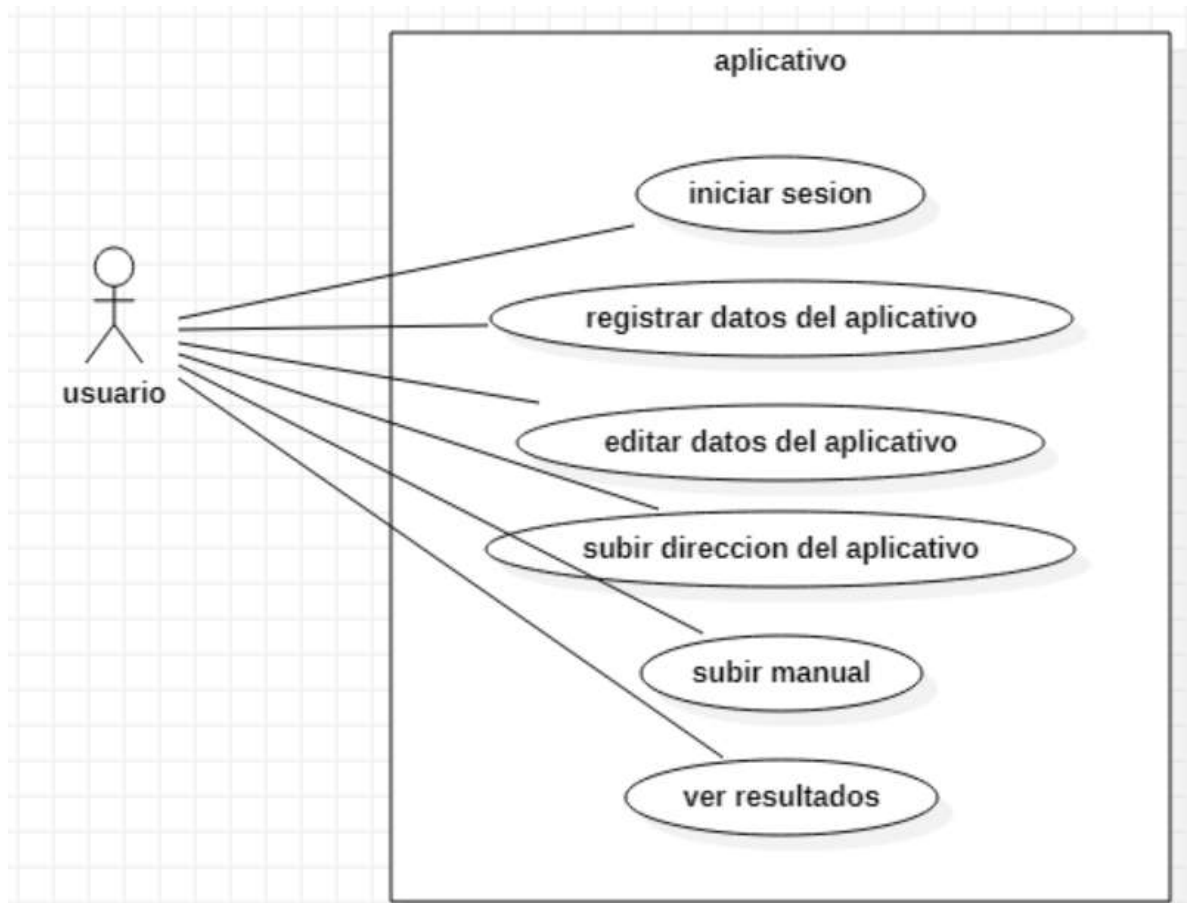 aplicativo
iniciar sesion
registrar datos del aplicativo
usuario
editar datos del aplicativo
subir direccion del aplicativo
subir manual
ver resultados